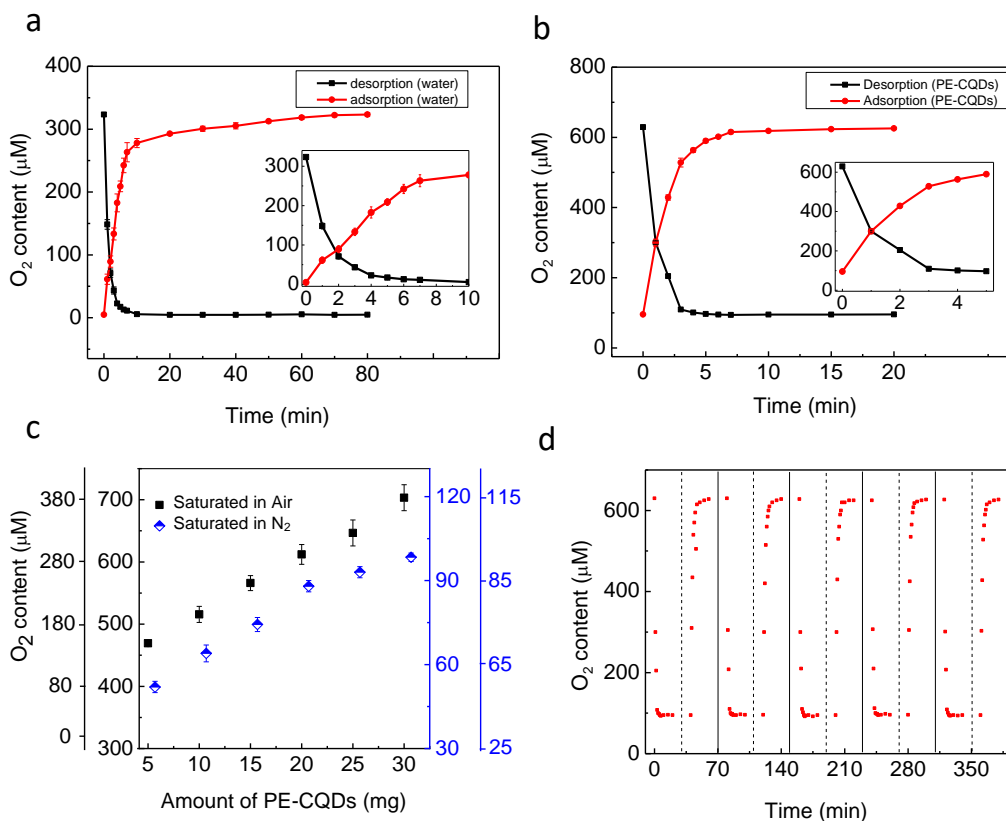 a
400
300
200
100
0
O₂ content (μM)
0 20 40 60 80
Time (min)
desorption (water)
adsorption (water)
300
200
100
0
0 2 4 6 8 10
b
800
600
400
200
0
O₂ content (μM)
0 5 10 15 20
Time (min)
Desorption (PE-CQDs)
Adsorption (PE-CQDs)
600
400
200
0
0 2 4
c
O₂ content (μM)
380
280
180
80
0
700
600
500
400
300
Saturated in Air
Saturated in N₂
120
90
60
30
115
85
65
25
5 10 15 20 25 30
Amount of PE-CQDs (mg)
d
O₂ content (μM)
600
400
200
0
0 70 140 210 280 350
Time (min)